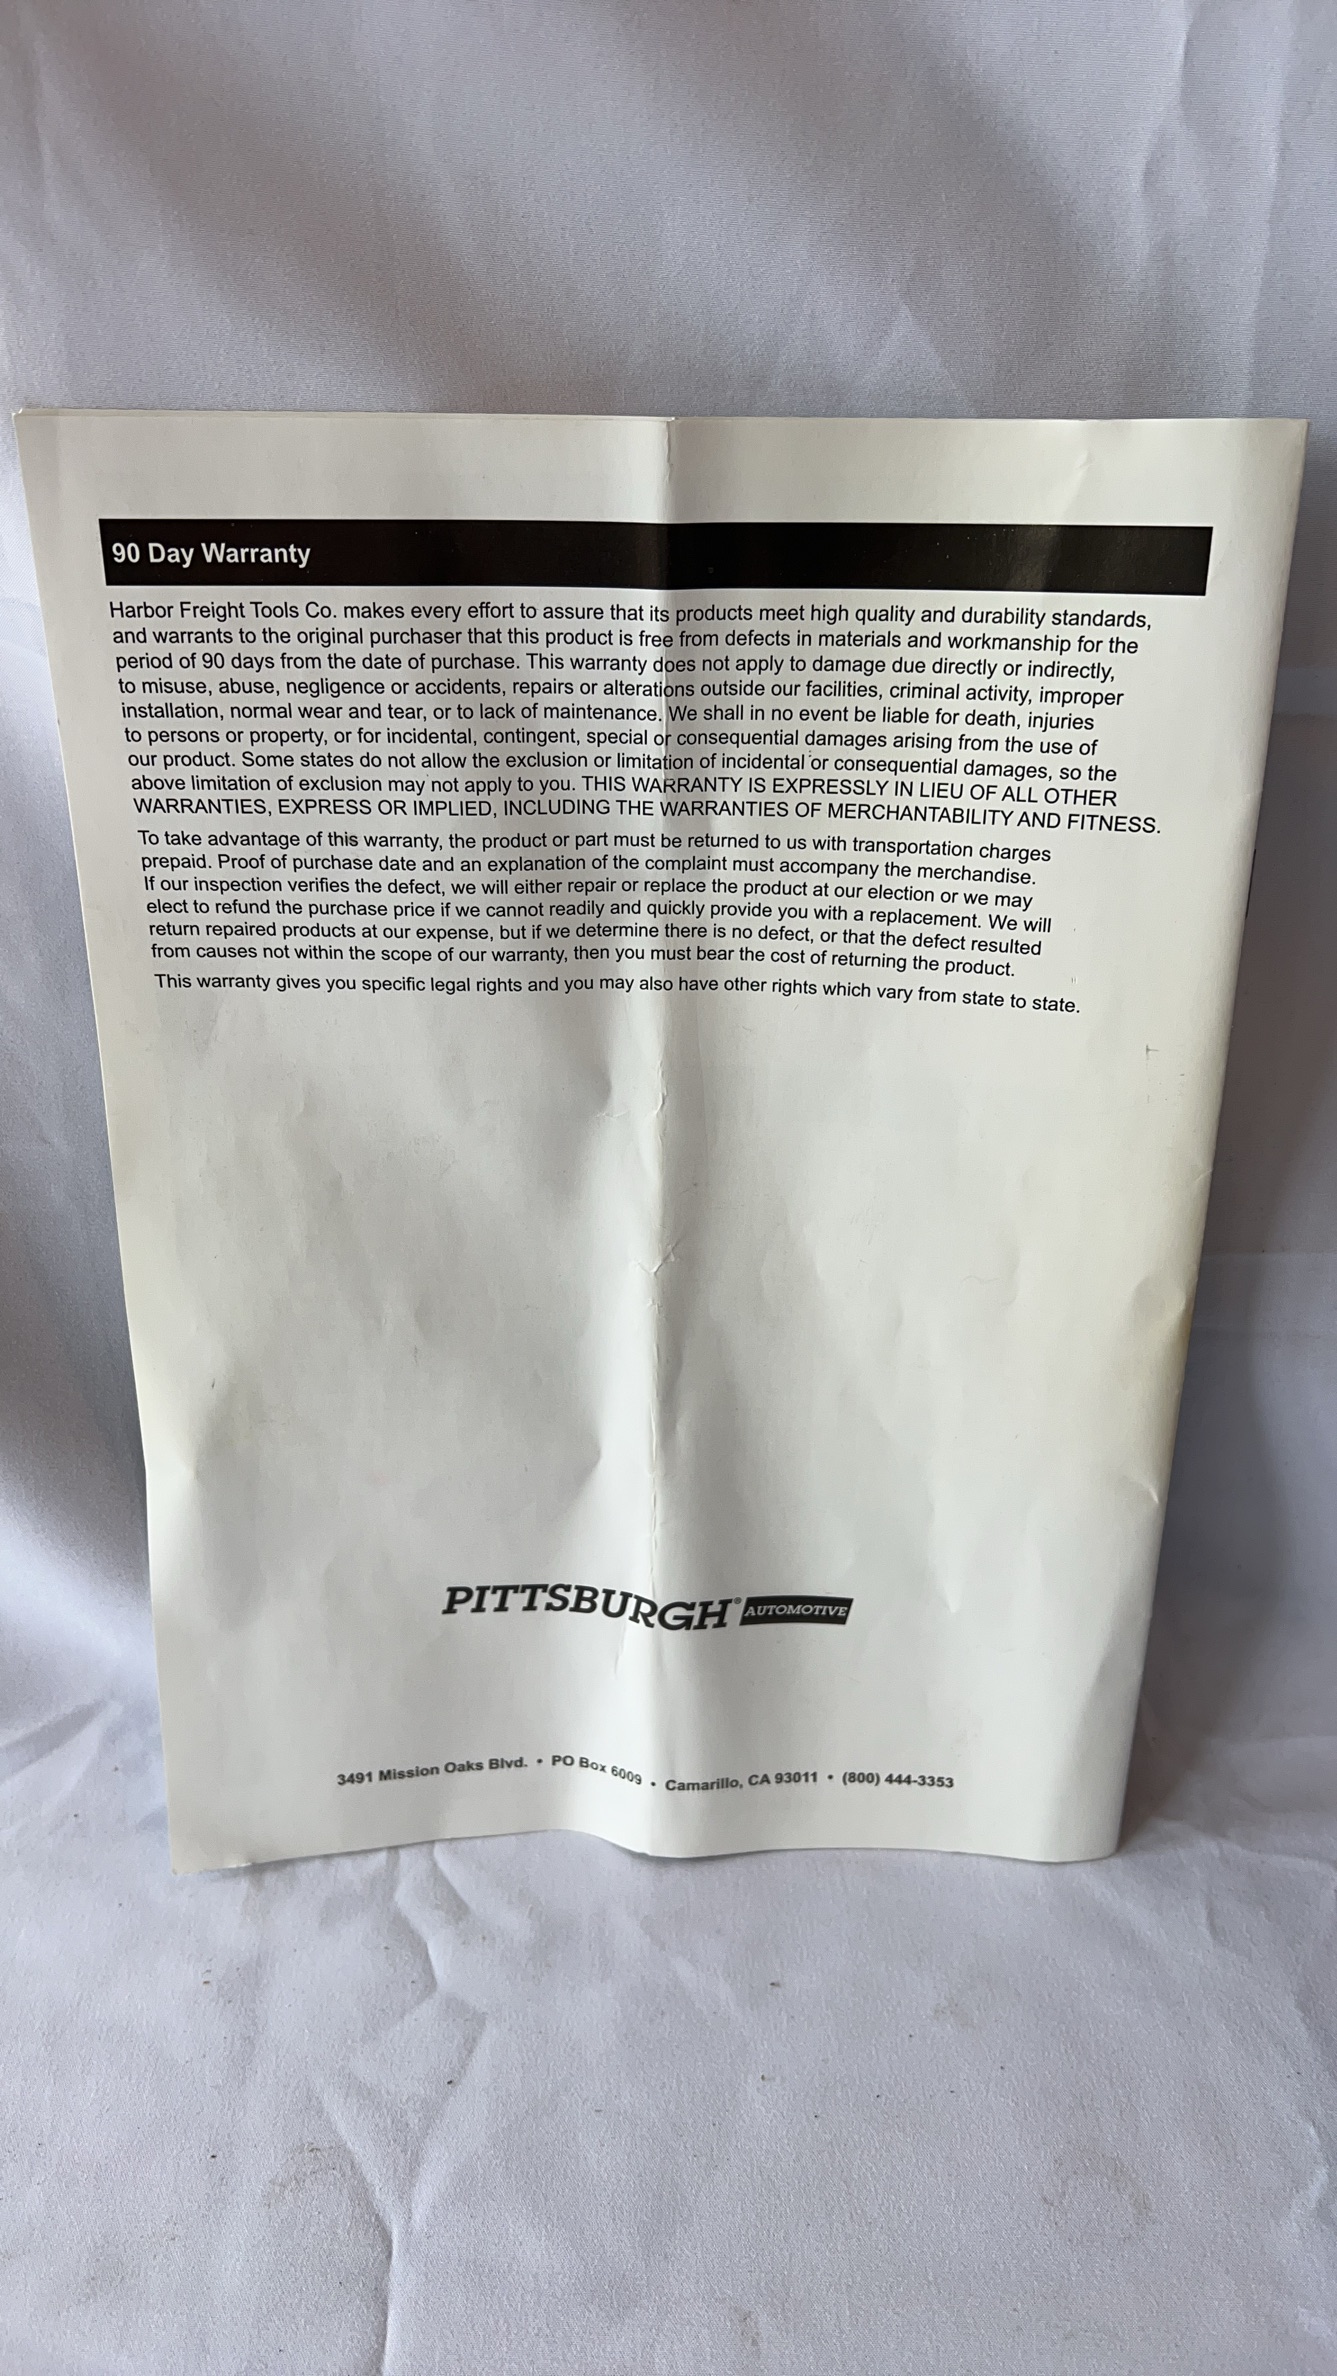 90 Day Warranty
Harbor Freight Tools Co. makes every effort to assure that its products meet high quality and durability standards,
and warrants to the original purchaser that this product is free from defects in materials and workmanship for the
period of 90 days from the date of purchase. This warranty does not apply to damage due directly or indirectly,
to misuse, abuse, negligence or accidents, repairs or alterations outside our facilities, criminal activity, improper
installation, normal wear and tear, or to lack of maintenance. We shall in no event be liable for death, injuries
to persons or property, or for incidental, contingent, special or consequential damages arising from the use of
our product. Some states do not allow the exclusion or limitation of incidental or consequential damages, so the
above limitation of exclusion may not apply to you. THIS WARRANTY IS EXPRESSLY IN LIEU OF ALL OTHER
WARRANTIES, EXPRESS OR IMPLIED, INCLUDING THE WARRANTIES OF MERCHANTABILITY AND FITNESS.
To take advantage of this warranty, the product or part must be returned to us with transportation charges
prepaid. Proof of purchase date and an explanation of the complaint must accompany the merchandise.
If our inspection verifies the defect, we will either repair or replace the product at our election or we may
elect to refund the purchase price if we cannot readily and quickly provide you with a replacement. We will
return repaired products at our expense, but if we determine there is no defect, or that the defect resulted
from causes not within the scope of our warranty, then you must bear the cost of returning the product.
This warranty gives you specific legal rights and you may also have other rights which vary from state to state.
PITTSBURGH® AUTOMOTIVE
3491 Mission Oaks Blvd. • PO Box 6009 • Camarillo, CA 93011 • (800) 444-3353